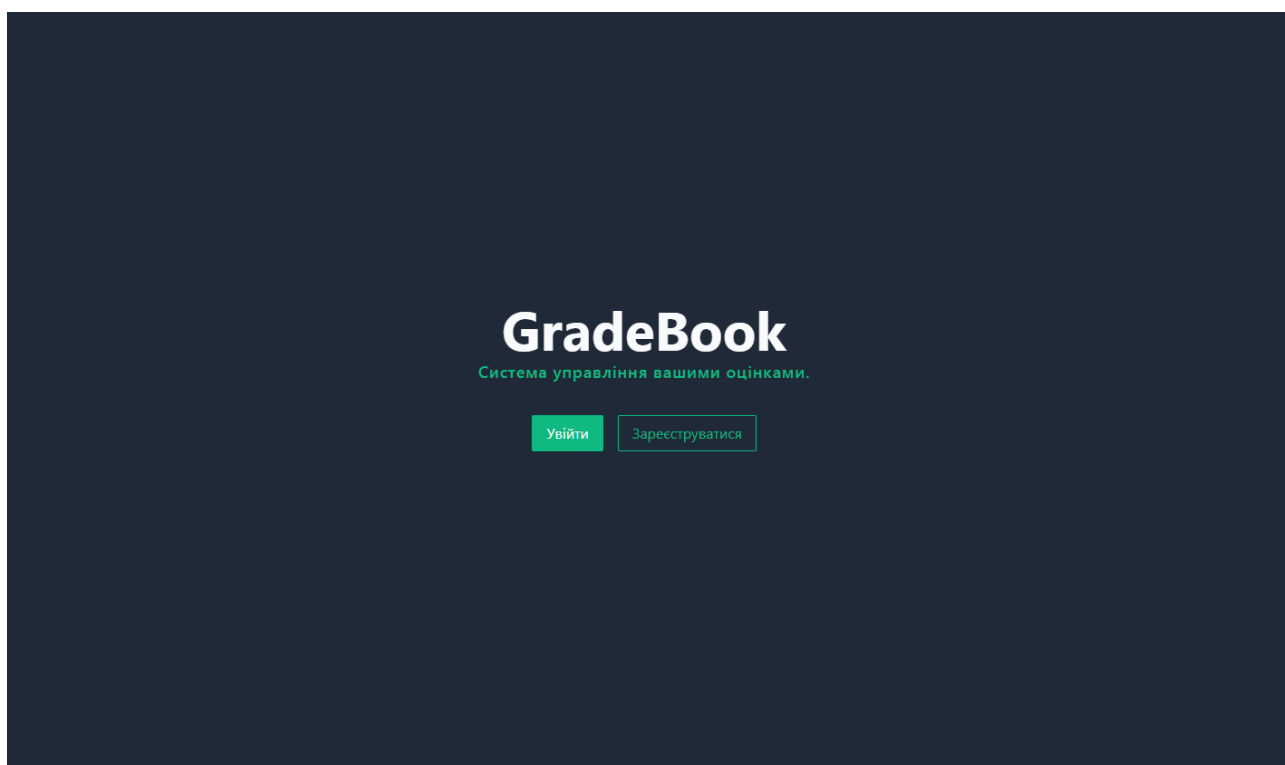 GradeBook
Система управління вашими оцінками.
Увійти
Зареєструватися